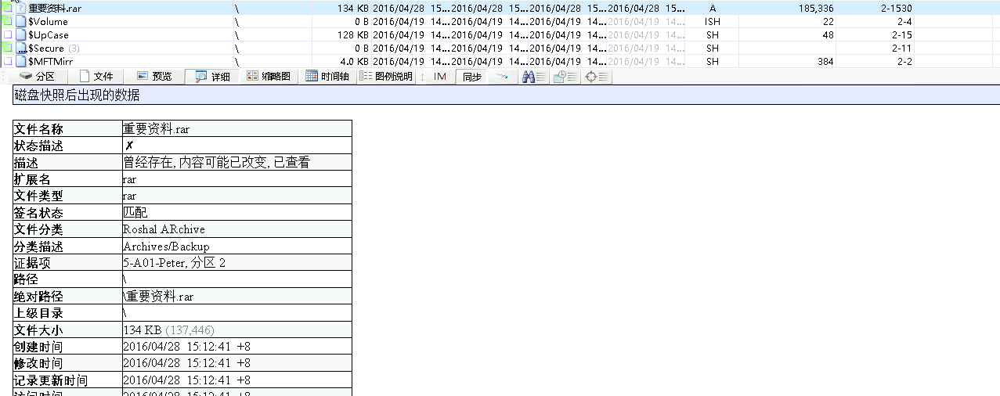 重要资料.rar \ 134 KB 2016/04/28 15... 2016/04/28 15... 2016/04/28 15... 2016/04/28 15... A 185,336 2-1530
$Volume \ 0 B 2016/04/19 14... 2016/04/19 14... 2016/04/19 14... 2016/04/19 14... ISH 22 2-4
$UpCase \ 128 KB 2016/04/19 14... 2016/04/19 14... 2016/04/19 14... 2016/04/19 14... SH 48 2-15
$Secure (3) \ 0 B 2016/04/19 14... 2016/04/19 14... 2016/04/19 14... 2016/04/19 14... SH 2-11
$MFTMirr \ 4.0 KB 2016/04/19 14... 2016/04/19 14... 2016/04/19 14... 2016/04/19 14... SH 384 2-2
分区 文件 预览 详细 缩略图 时间轴 图例说明 IM 同步
磁盘快照后出现的数据
文件名称 重要资料.rar
状态描述 ✗
描述 曾经存在, 内容可能已改变, 已查看
扩展名 rar
文件类型 rar
签名状态 匹配
文件分类 Roshal ARchive
分类描述 Archives/Backup
证据项 5-A01-Peter, 分区 2
路径 \
绝对路径 \重要资料.rar
上级目录 \
文件大小 134 KB (137,446)
创建时间 2016/04/28 15:12:41 +8
修改时间 2016/04/28 15:12:41 +8
记录更新时间 2016/04/28 15:12:41 +8
访问时间 2016/04/28 15:12:41 +8